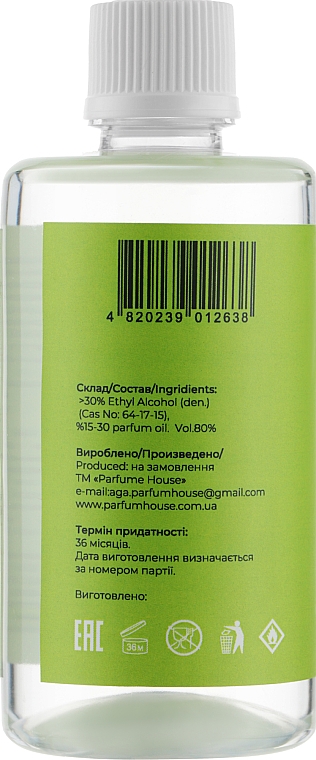 4 820239 012638
Склад/Состав/Ingridients:
>30% Ethyl Alcohol (den.)
(Cas No: 64-17-15),
%15-30 parfum oil. Vol.80%
Вироблено/Произведено/
Produced: на замовлення
ТМ «Parfume House»
e-mail:aga.parfumhouse@gmail.com
www.parfumhouse.com.ua
Термін придатності:
36 місяців.
Дата виготовлення визначається
за номером партії.
Виготовлено:
EAC
36м